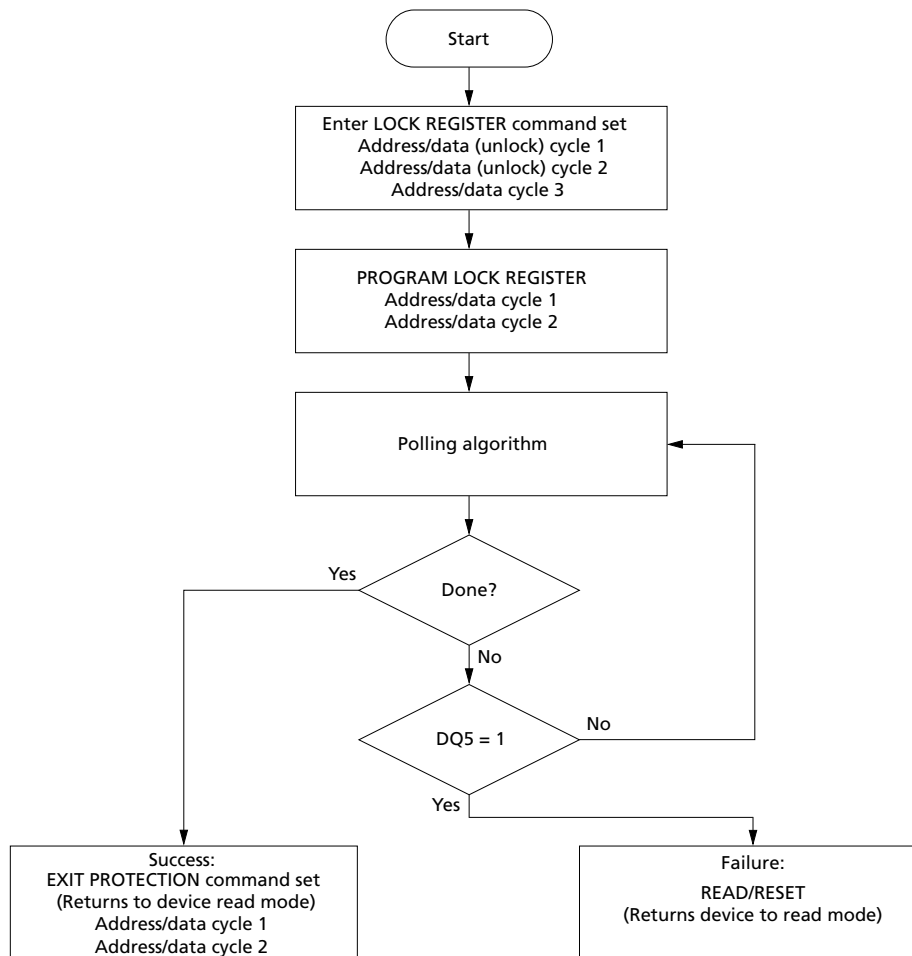 Start
Enter LOCK REGISTER command set
Address/data (unlock) cycle 1
Address/data (unlock) cycle 2
Address/data cycle 3
PROGRAM LOCK REGISTER
Address/data cycle 1
Address/data cycle 2
Polling algorithm
Yes
Done?
No
DQ5 = 1
No
Yes
Success:
EXIT PROTECTION command set
(Returns to device read mode)
Address/data cycle 1
Address/data cycle 2
Failure:
READ/RESET
(Returns device to read mode)